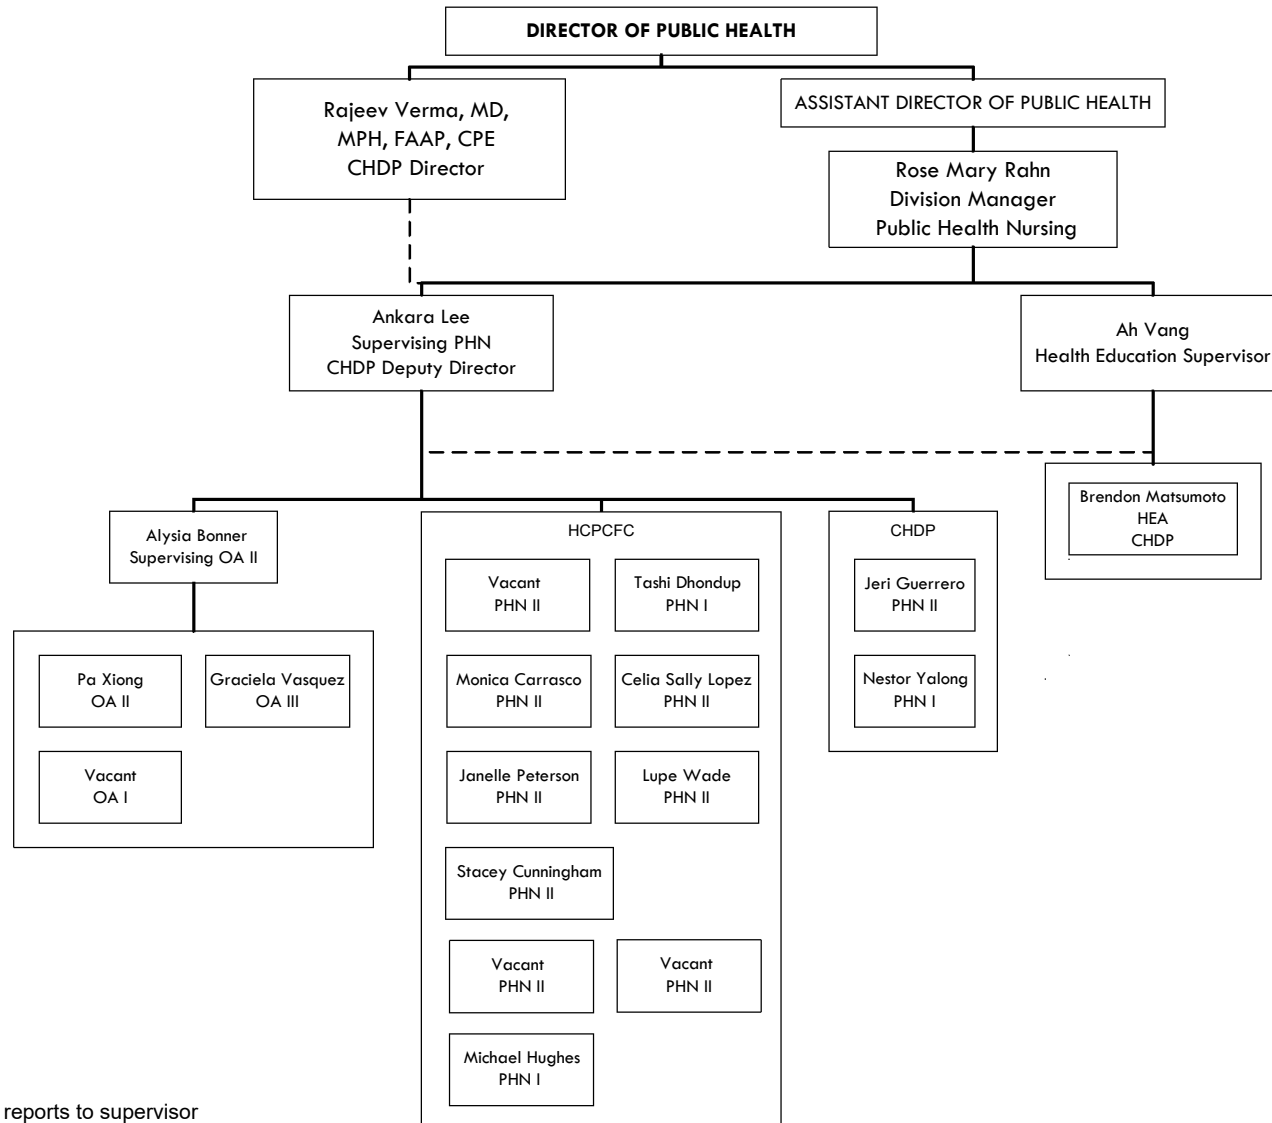 DIRECTOR OF PUBLIC HEALTH
Rajeev Verma, MD,
MPH, FAAP, CPE
CHDP Director
ASSISTANT DIRECTOR OF PUBLIC HEALTH
Rose Mary Rahn
Division Manager
Public Health Nursing
Ankara Lee
Supervising PHN
CHDP Deputy Director
Ah Vang
Health Education Supervisor
Brendon Matsumoto
HEA
CHDP
Alysia Bonner
Supervising OA II
Pa Xiong
OA II
Graciela Vasquez
OA III
Vacant
OA I
HCPCFC
Vacant
PHN II
Tashi Dhondup
PHN I
Monica Carrasco
PHN II
Celia Sally Lopez
PHN II
Janelle Peterson
PHN II
Lupe Wade
PHN II
Stacey Cunningham
PHN II
Vacant
PHN II
Vacant
PHN II
Michael Hughes
PHN I
CHDP
Jeri Guerrero
PHN II
Nestor Yalong
PHN I
reports to supervisor